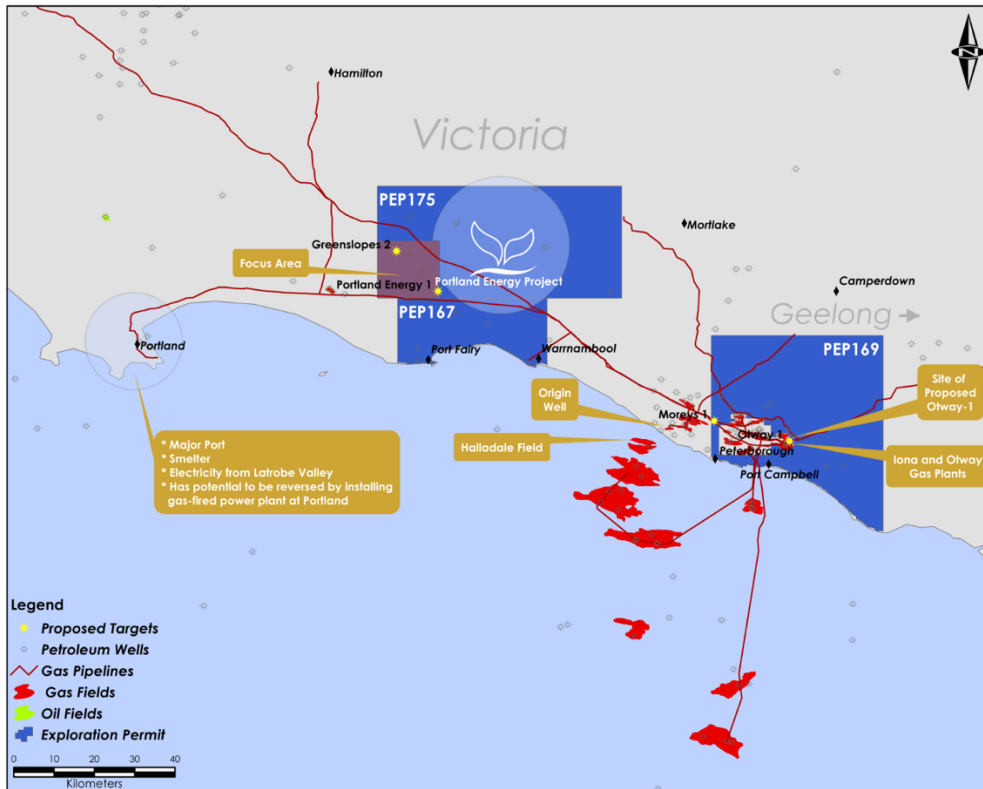 N
Hamilton
Victoria
PEP175
Mortlake
Greenslopes 2
Focus Area
Portland Energy 1
Portland Energy Project
Camperdown
Geelong
PEP167
PEP169
Portland
Port Fairy
Warrnambool
Origin
Well
Site of
Proposed
Otway-1
Moreys 1
Otway 1
Halladale Field
Peterborough
Port Campbell
Iona and Otway
Gas Plants
* Major Port
* Smelter
* Electricity from Latrobe Valley
* Has potential to be reversed by installing
gas-fired power plant at Portland
Legend
Proposed Targets
Petroleum Wells
Gas Pipelines
Gas Fields
Oil Fields
Exploration Permit
0 10 20 30 40
Kilometers